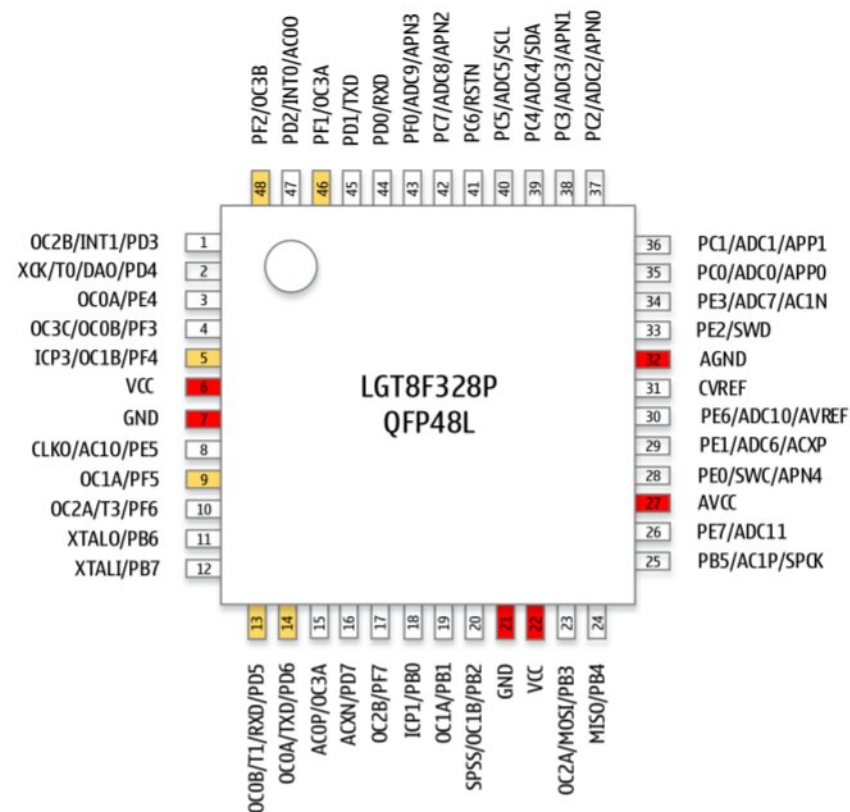 PF2/OC3B
PD2/INT0/AC0O
PF1/OC3A
PD1/TXD
PD0/RXD
PF0/ADC9/APN3
PC7/ADC8/APN2
PC6/RSTN
PC5/ADC5/SCL
PC4/ADC4/SDA
PC3/ADC3/APN1
PC2/ADC2/APN0
48
47
46
45
44
43
42
41
40
39
38
37
OC2B/INT1/PD3 1
XCK/T0/DAO/PD4 2
OC0A/PE4 3
OC3C/OC0B/PF3 4
ICP3/OC1B/PF4 5
VCC 6
GND 7
CLKO/AC1O/PE5 8
OC1A/PF5 9
OC2A/T3/PF6 10
XTALO/PB6 11
XTALI/PB7 12
LGT8F328P
QFP48L
36 PC1/ADC1/APP1
35 PC0/ADC0/APP0
34 PE3/ADC7/AC1N
33 PE2/SWD
32 AGND
31 CVREF
30 PE6/ADC10/AVREF
29 PE1/ADC6/ACXP
28 PE0/SWC/APN4
27 AVCC
26 PE7/ADC11
25 PB5/AC1P/SPCK
13
14
15
16
17
18
19
20
21
22
23
24
OC0B/T1/RXD/PD5
OC0A/TXD/PD6
AC0P/OC3A
ACXN/PD7
OC2B/PF7
ICP1/PB0
OC1A/PB1
SPSS/OC1B/PB2
GND
VCC
OC2A/MOSI/PB3
MISO/PB4